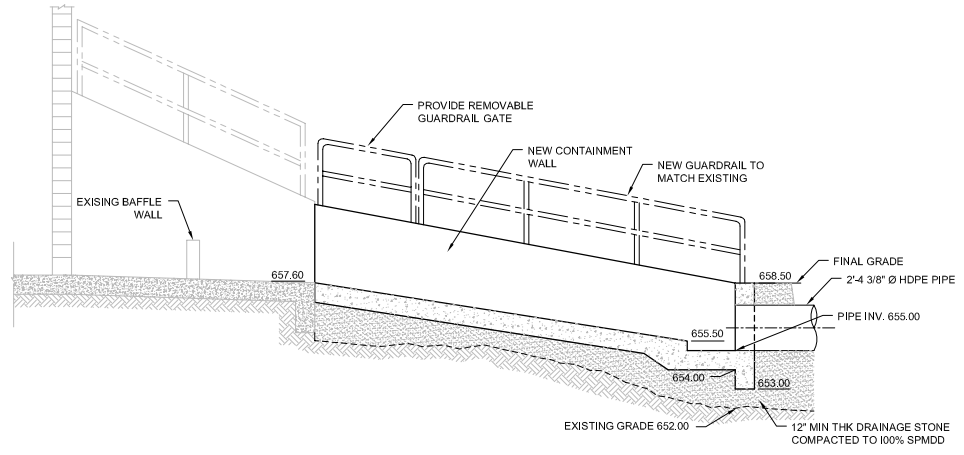 PROVIDE REMOVABLE
GUARDRAIL GATE
NEW CONTAINMENT
WALL
NEW GUARDRAIL TO
MATCH EXISTING
EXISING BAFFLE
WALL
657.60
658.50
FINAL GRADE
2'-4 3/8" Ø HDPE PIPE
PIPE INV. 655.00
655.50
654.00
653.00
EXISTING GRADE 652.00
12" MIN THK DRAINAGE STONE
COMPACTED TO 100% SPMDD